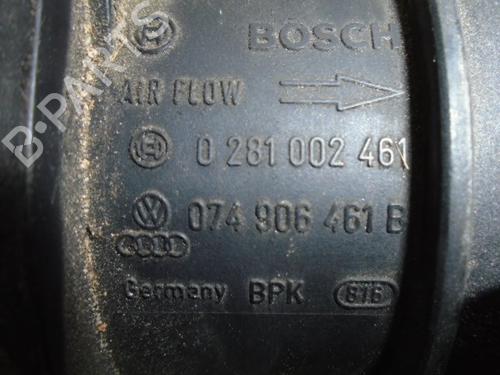 BOSCH
AIR FLOW
0 281 002 461
074 906 461 B
Germany BPK
B-PARTS